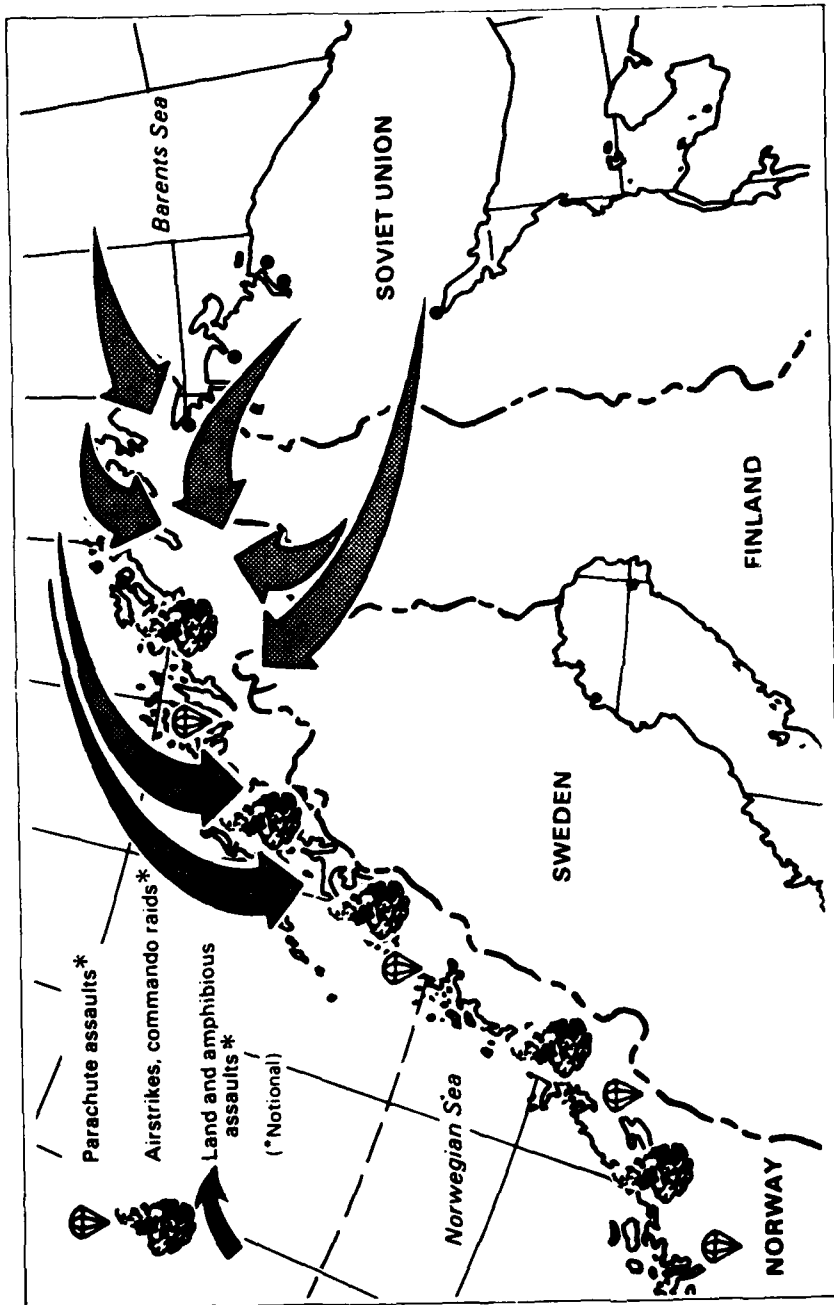 Parachute assaults*
Airstrikes, commando raids*
Land and amphibious
assaults*
(*Notional)
Barents Sea
Norwegian Sea
SOVIET UNION
FINLAND
SWEDEN
NORWAY